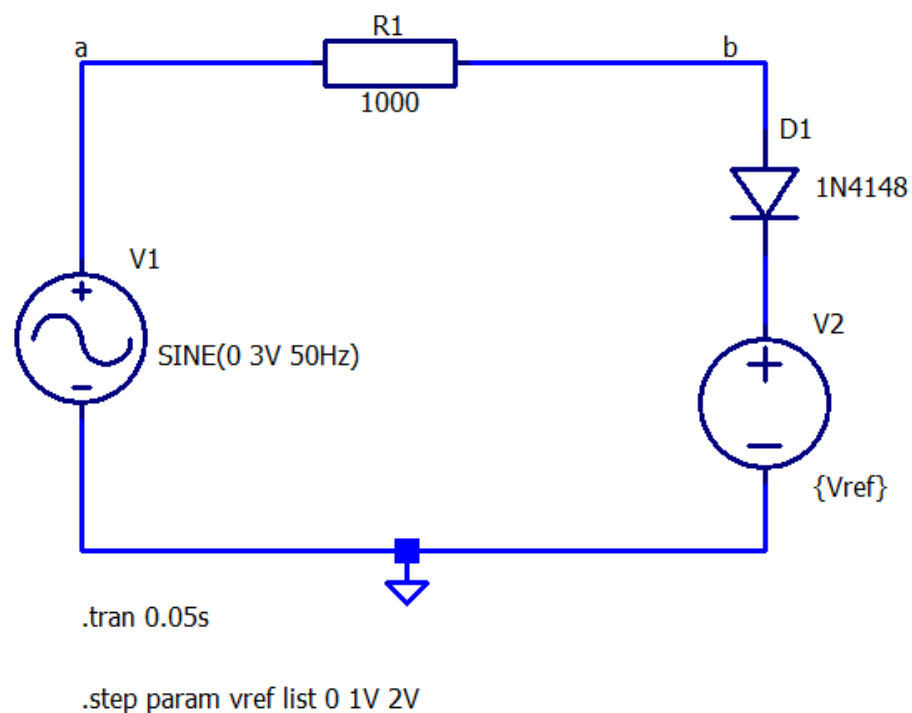 R1
a
b
1000
D1
1N4148
V1
V2
SINE(0 3V 50Hz)
{Vref}
.tran 0.05s
.step param vref list 0 1V 2V